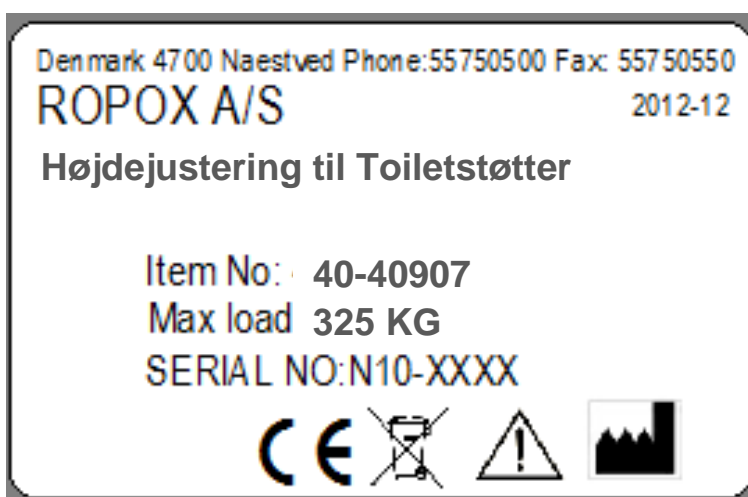 Denmark 4700 Naestved Phone:55750500 Fax: 55750550
ROPOX A/S 2012-12
Højdejustering til Toiletstøtter
Item No: 40-40907
Max load 325 KG
SERIAL NO:N10-XXXX
CE